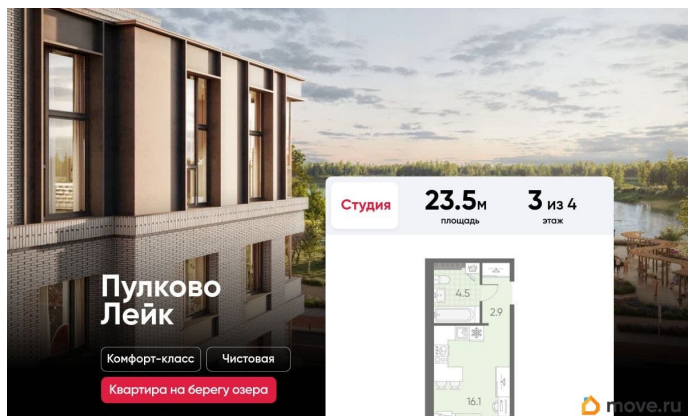 Студия
23.5м
площадь
3 из 4
этаж
Пулково
Лейк
Комфорт-класс
Чистовая
Квартира на берегу озера
4.5
2.9
16.1
move.ru